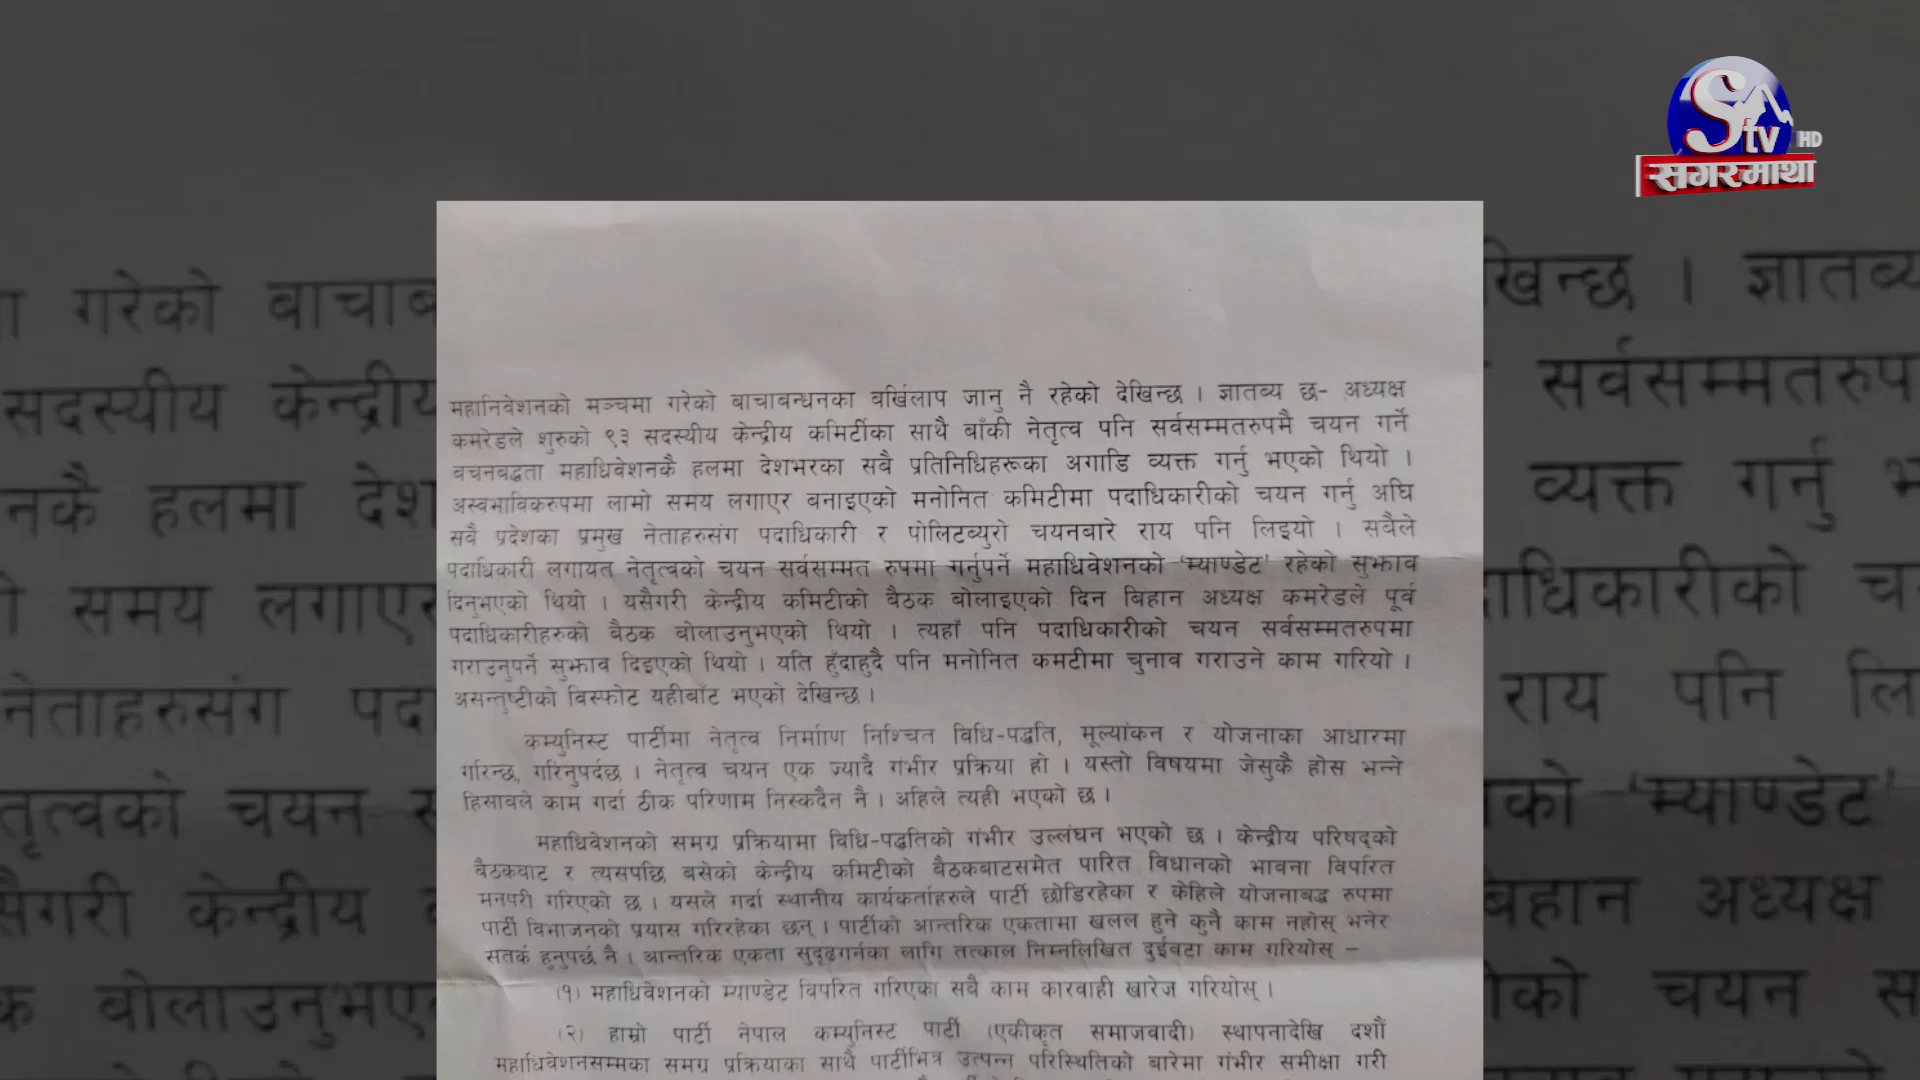 S tv HD
सगरमाथा
महानिवेशनको मञ्चमा गरेको बाचाबन्धनका वर्खिलाप जानु नै रहेको देखिन्छ । ज्ञातव्य छ- अध्यक्ष
कमरेडले शुरुको ९३ सदस्यीय केन्द्रीय कमिर्टीका साथै बाँकी नेतृत्व पनि सर्वसम्मतरुपमै चयन गर्ने
बचनबद्धता महाधिवेशनकै हलमा देशभरका सबै प्रतिनिधिहरूका अगाडि व्यक्त गर्नु भएको थियो ।
अस्वभाविकरुपमा लामो समय लगाएर बनाइएको मनोनित कमिटीमा पदाधिकारीको चयन गर्नु अघि
सबै प्रदेशका प्रमुख नेताहरुसंग पदाधिकारी र पोलिटब्युरो चयनबारे राय पनि लिइयो । सबैले
पदाधिकारी लगायत नेतृत्वको चयन सर्वसम्मत रुपमा गर्नुपर्ने महाधिवेशनको ‘म्याण्डेट’ रहेको सुझाव
दिनुभएको थियो । यसैगरी केन्द्रीय कमिटीको बैठक बोलाइएको दिन बिहान अध्यक्ष कमरेडले पूर्व
पदाधिकारीहरुको बैठक बोलाउनुभएको थियो । त्यहाँ पनि पदाधिकारीको चयन सर्वसम्मतरुपमा
गराउनुपर्ने सुझाव दिइएको थियो । यति हुँदाहुदै पनि मनोनित कमटीमा चुनाव गराउने काम गरियो ।
असन्तुष्टीको विस्फोट यहीबाँट भएको देखिन्छ ।
कम्युनिस्ट पार्टीमा नेतृत्व निर्माण निश्चित विधि-पद्धति, मूल्यांकन र योजनाका आधारमा
गरिन्छ, गरिनुपर्दछ । नेतृत्व चयन एक ज्यादै गंभीर प्रक्रिया हो । यस्तो विषयमा जेसुकै होस भन्ने
हिसाबले काम गर्दा ठीक परिणाम निस्कदैन नै । अहिले त्यही भएको छ ।
महाधिवेशनको समग्र प्रक्रियामा विधि-पद्धतिको गंभीर उल्लंघन भएको छ । केन्द्रीय परिषद्को
बैठकबाट र त्यसपछि बसेको केन्द्रीय कमिटीको बैठकबाटसमेत पारित विधानको भावना विपरित
मनपरी गरिएको छ । यसले गर्दा स्थानीय कार्यकर्ताहरुले पार्टी छोडिरहेका र केहिले योजनाबद्ध रुपमा
पार्टी विभाजनको प्रयास गरिरहेका छन् । पार्टीको आन्तरिक एकतामा खलल हुने कुनै काम नहोस् भनेर
सतर्क हुनुपर्छ नै । आन्तरिक एकता सुदृढगर्नका लागि तत्काल निम्नलिखित दुईवटा काम गरियोस् –
(१) महाधिवेशनको म्याण्डेट विपरित गरिएका सबै काम कारवाही खारेज गरियोस् ।
(२) हाम्रो पार्टी नेपाल कम्युनिस्ट पार्टी (एकीकृत समाजवादी) स्थापनादेखि दशौं
महाधिवेशनसम्मका समग्र प्रक्रियाका साथै पार्टीभित्र उत्पन्न परिस्थितिको बारेमा गंभीर समीक्षा गरी